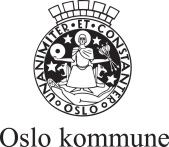 UNANIMITER · ET · CONSTANTER · OSLO
Oslo kommune